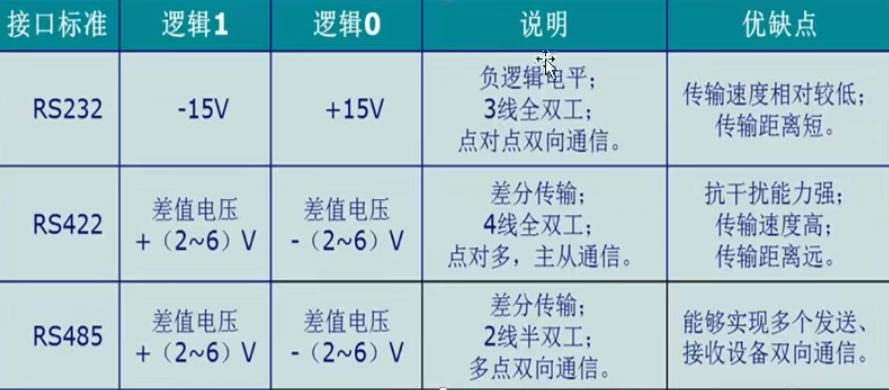 接口标准 逻辑1 逻辑0 说明 优缺点
RS232 -15V +15V 负逻辑电平;
3线全双工;
点对点双向通信。 传输速度相对较低;
传输距离短。
RS422 差值电压
+（2~6）V 差值电压
-（2~6）V 差分传输;
4线全双工;
点对多，主从通信。 抗干扰能力强;
传输速度高;
传输距离远。
RS485 差值电压
+（2~6）V 差值电压
-（2~6）V 差分传输;
2线半双工;
多点双向通信。 能够实现多个发送、
接收设备双向通信。